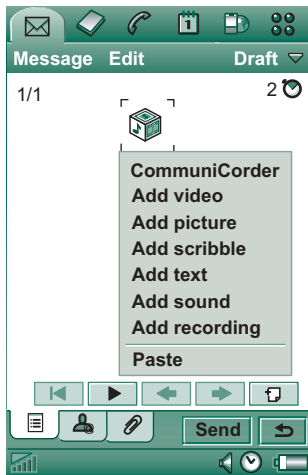 Message Edit Draft
1/1 2
CommuniCorder
Add video
Add picture
Add scribble
Add text
Add sound
Add recording
Paste
Send